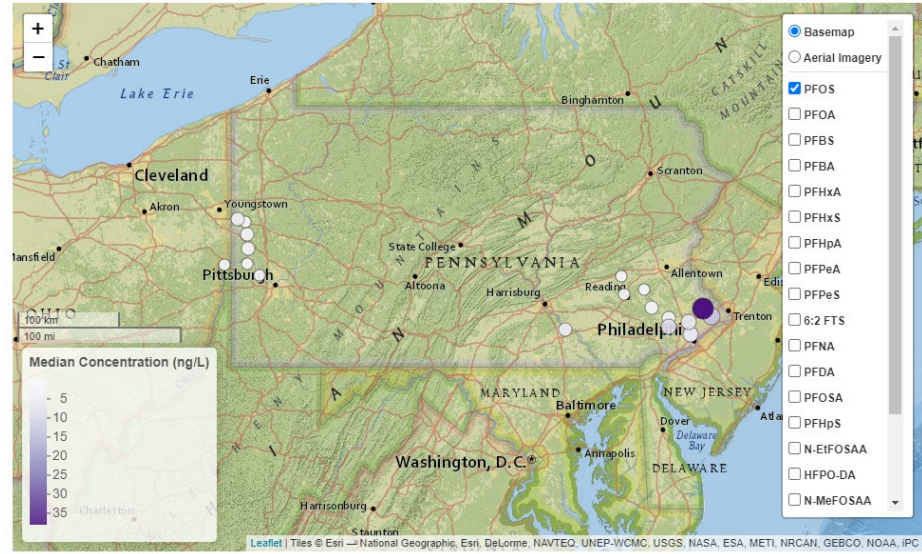 +
−
St
Clair
Chatham
Lake Erie
Erie
Binghamton
CATSKILL
MOUNTAINS
Cleveland
Akron
Youngstown
Scranton
Mansfield
State College
PENNSYLVANIA
Pittsburgh
Altoona
Harrisburg
Reading
Allentown
Trenton
Philadelphi
OHIO
100 km
100 mi
MARYLAND
NEW JERSEY
Baltimore
Dover
Delaware
Bay
Annapolis
DELAWARE
Washington, D.C.
Harrisonburg
Staunton
Charleston
Median Concentration (ng/L)
5
10
15
20
25
30
35
Basemap
Aerial Imagery
PFOS
PFOA
PFBS
PFBA
PFHxA
PFHxS
PFHpA
PFPeA
PFPeS
6:2 FTS
PFNA
PFDA
PFOSA
PFHpS
N-EtFOSAA
HFPO-DA
N-MeFOSAA
Leaflet | Tiles © Esri — National Geographic, Esri, DeLorme, NAVTEQ, UNEP-WCMC, USGS, NASA, ESA, METI, NRCAN, GEBCO, NOAA, iPC